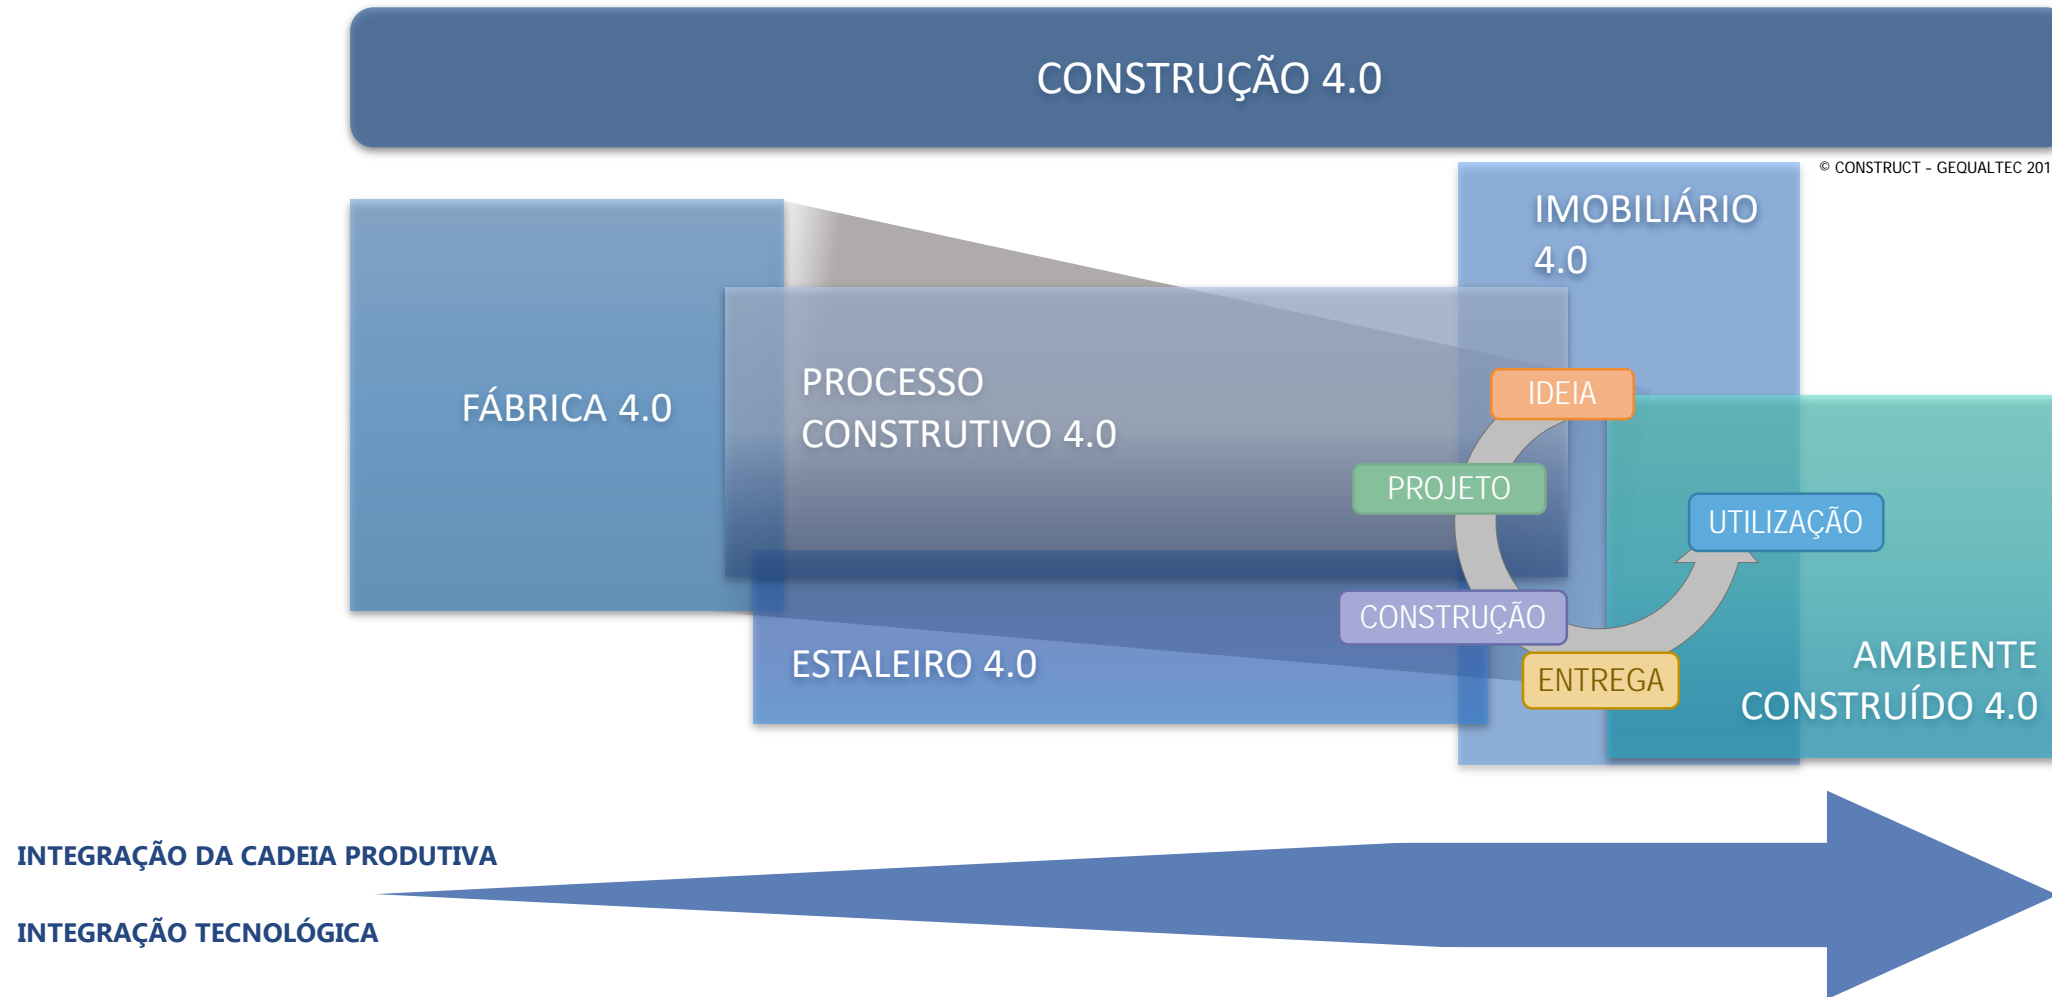 CONSTRUÇÃO 4.0
© CONSTRUCT - GEQUALTEC 201
IMOBILIÁRIO
4.0
FÁBRICA 4.0
PROCESSO
CONSTRUTIVO 4.0
IDEIA
PROJETO
UTILIZAÇÃO
CONSTRUÇÃO
ENTREGA
ESTALEIRO 4.0
AMBIENTE
CONSTRUÍDO 4.0
INTEGRAÇÃO DA CADEIA PRODUTIVA
INTEGRAÇÃO TECNOLÓGICA